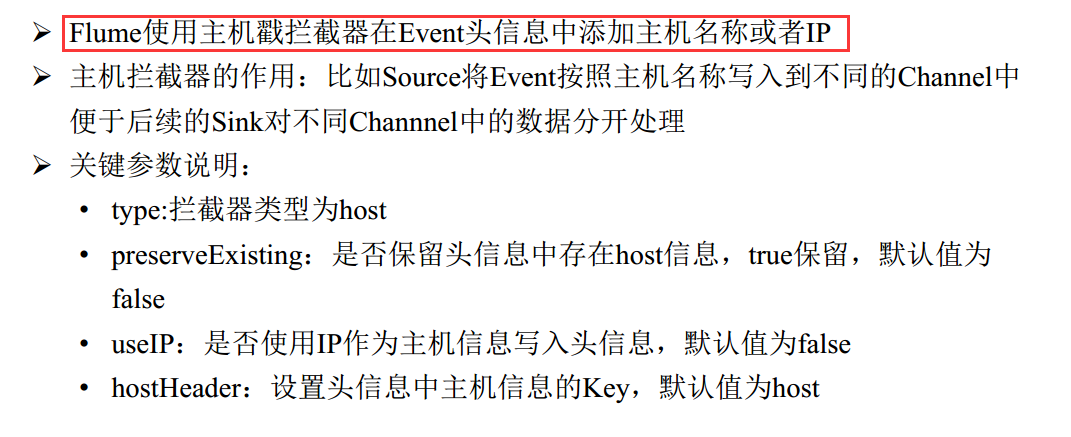 ➢ Flume使用主机戳拦截器在Event头信息中添加主机名称或者IP
➢ 主机拦截器的作用：比如Source将Event按照主机名称写入到不同的Channel中
便于后续的Sink对不同Channnel中的数据分开处理
➢ 关键参数说明：
• type:拦截器类型为host
• preserveExisting：是否保留头信息中存在host信息，true保留，默认值为
false
• useIP：是否使用IP作为主机信息写入头信息，默认值为false
• hostHeader：设置头信息中主机信息的Key，默认值为host